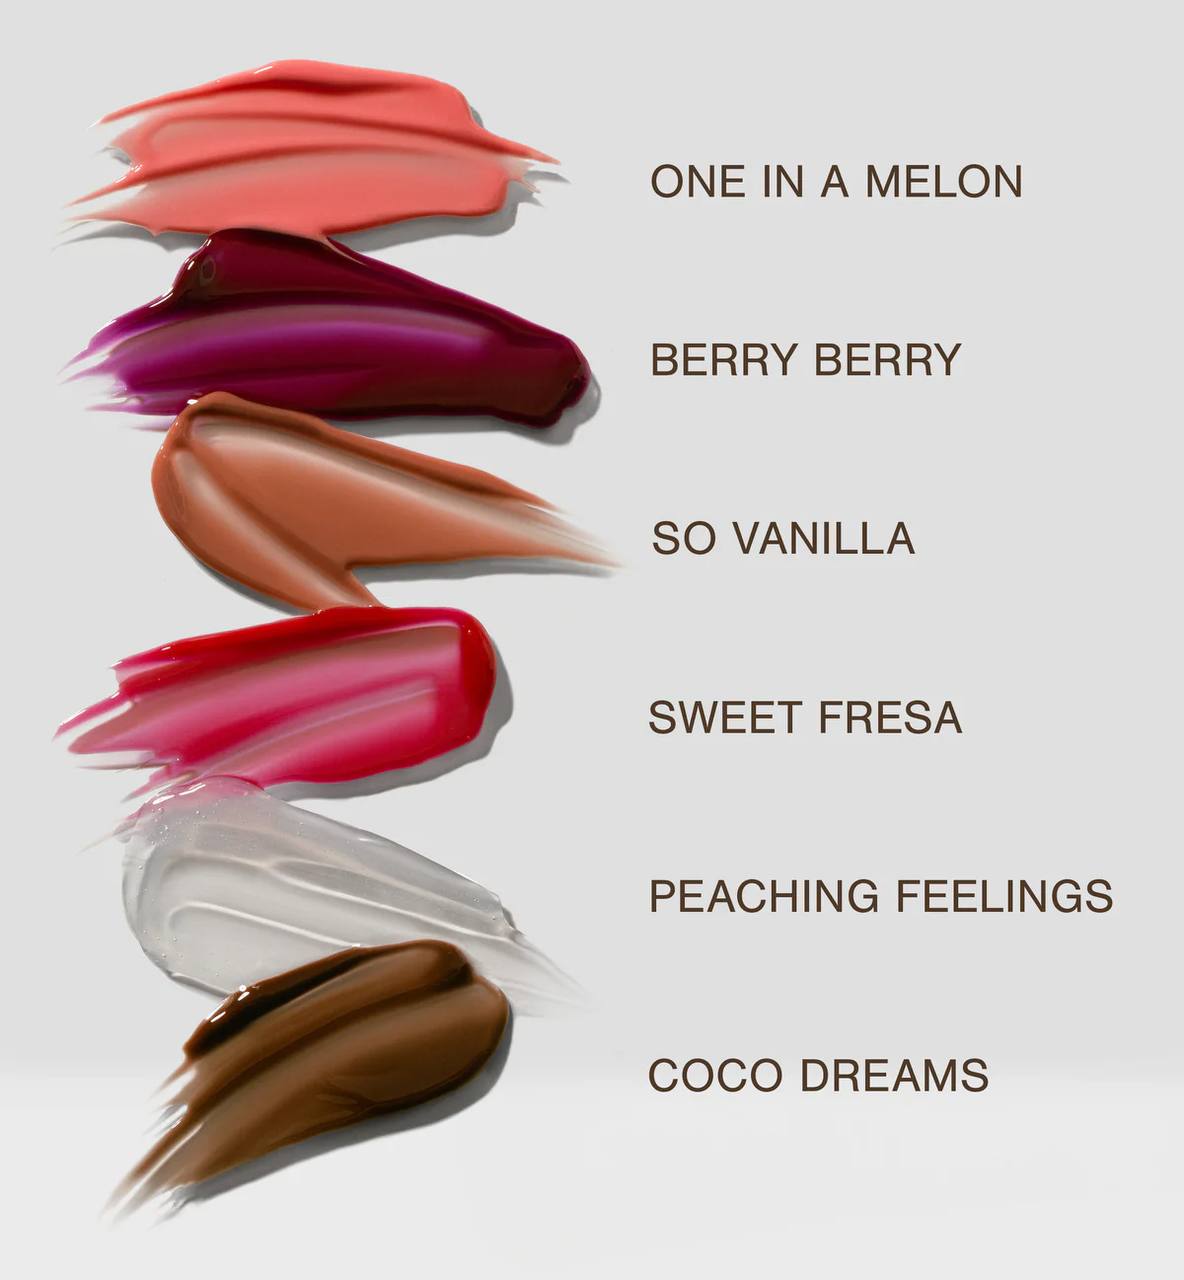 ONE IN A MELON
BERRY BERRY
SO VANILLA
SWEET FRESA
PEACHING FEELINGS
COCO DREAMS